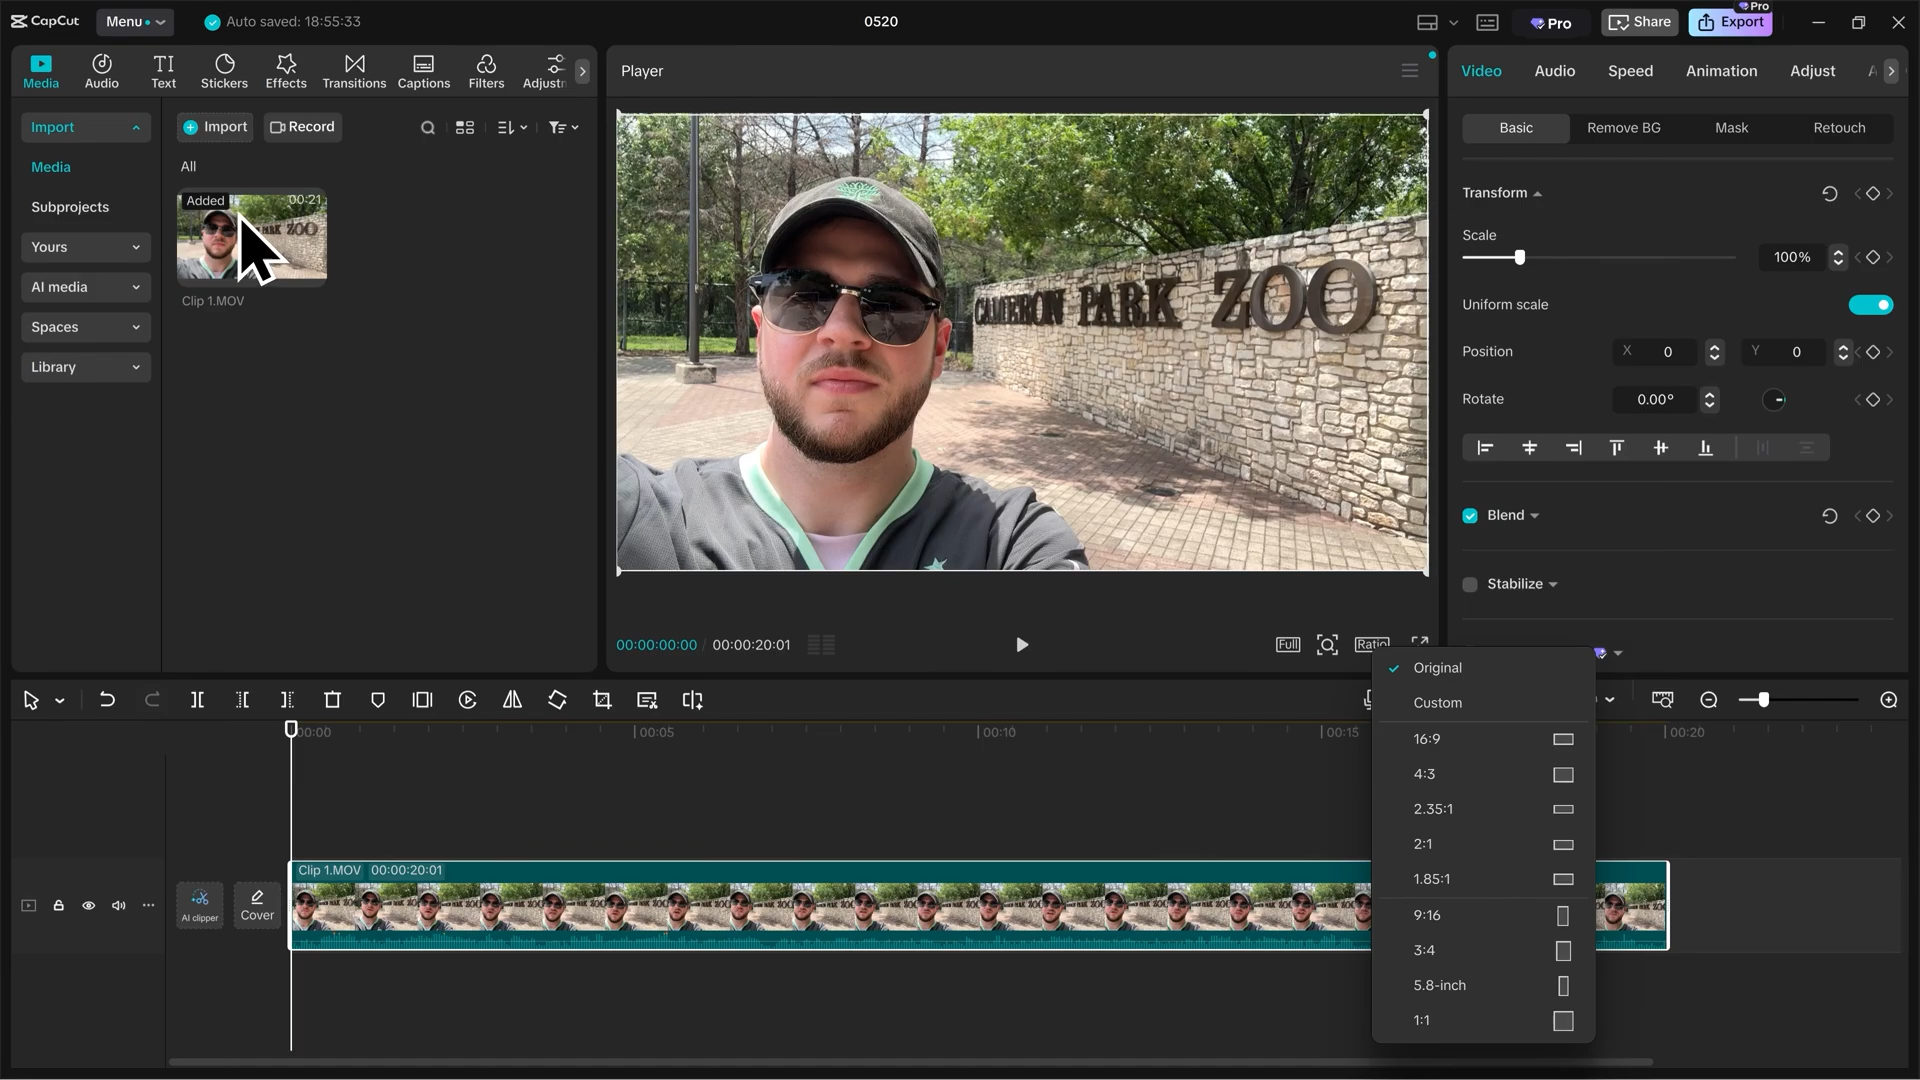 CapCut
Menu
Auto saved: 18:55:33
0520
Pro
Share
Pro
Export
Media
Audio
Text
Stickers
Effects
Transitions
Captions
Filters
Player
Video
Audio
Speed
Animation
Adjust
Import
Media
Subprojects
Yours
AI media
Spaces
Library
Import
Record
All
Added
00:21
ZOO
Clip 1.MOV
CAMERON PARK ZOO
00:00:00:00 / 00:00:20:01
Full
Ratio
Basic
Remove BG
Mask
Retouch
Transform
Scale
100%
Uniform scale
Position
X 0
Y 0
Rotate
0.00°
Blend
Stabilize
Original
Custom
16:9
4:3
2.35:1
2:1
1.85:1
9:16
3:4
5.8-inch
1:1
00:00
00:05
00:10
00:15
00:20
AI clipper
Cover
Clip 1.MOV 00:00:20:01